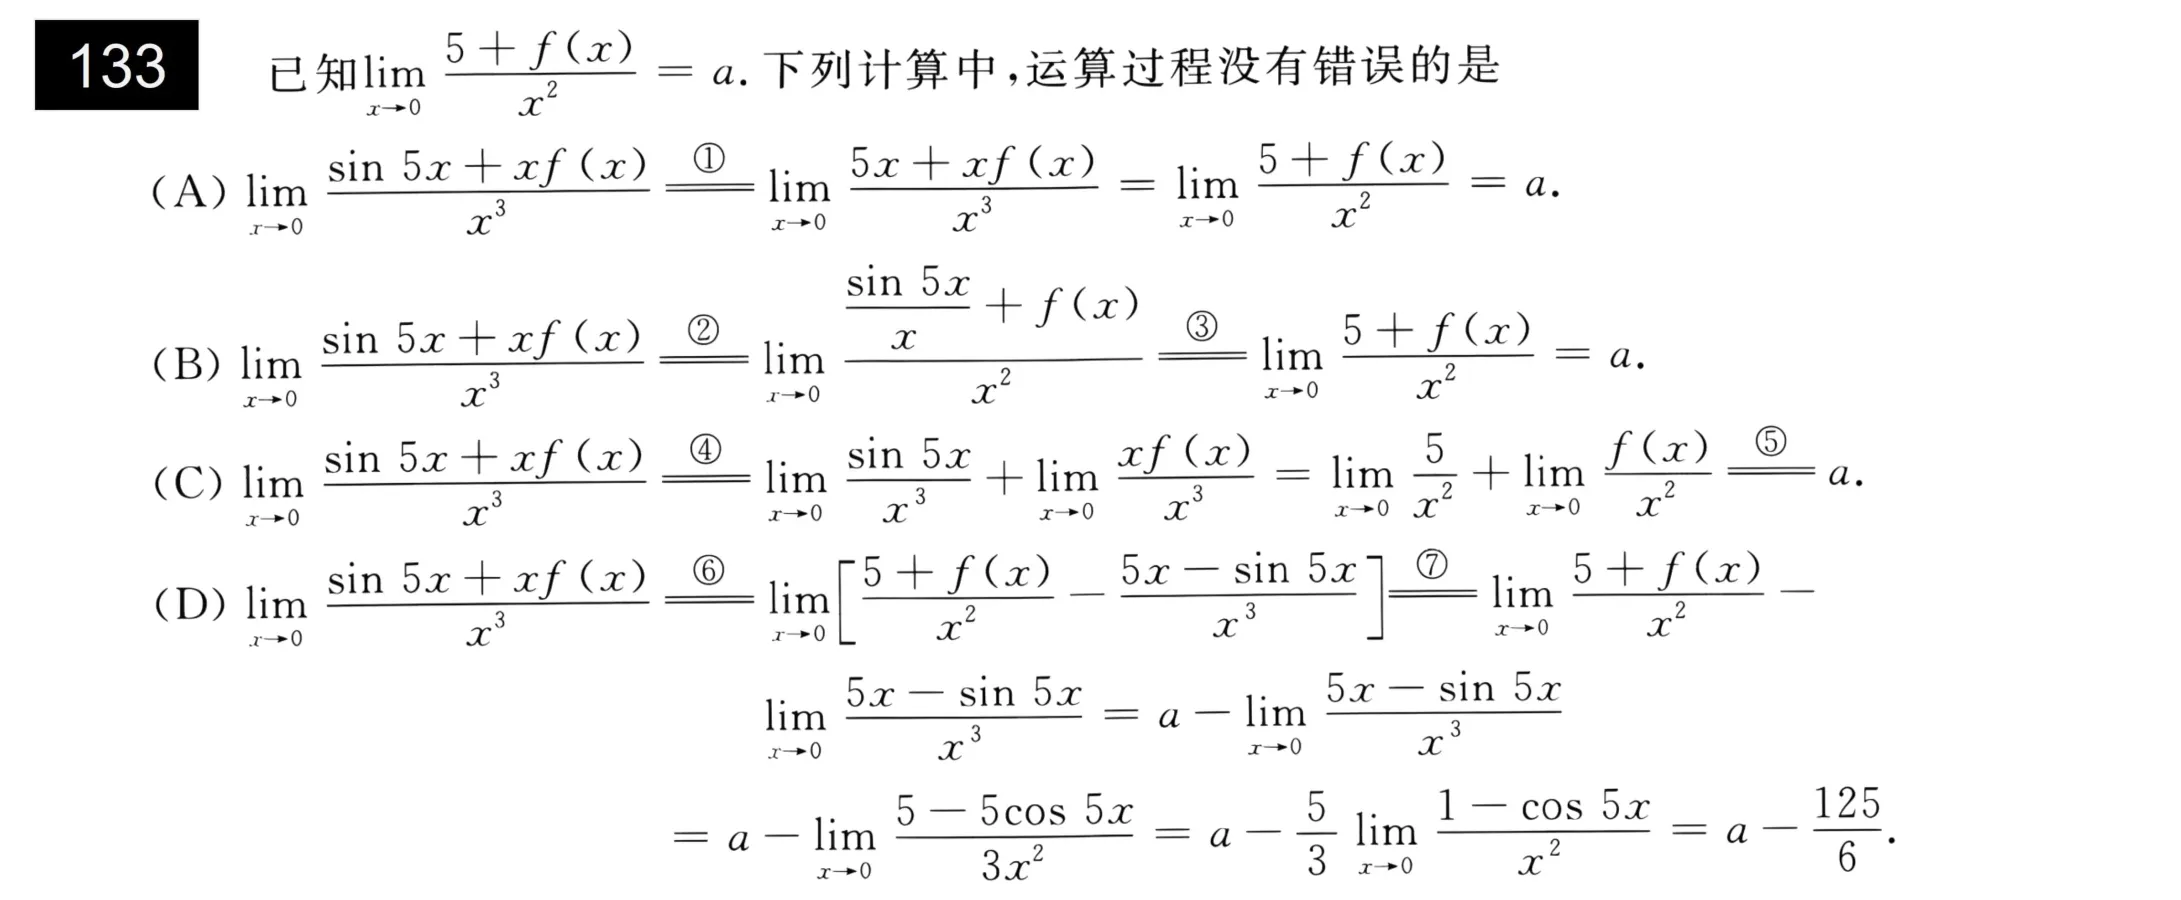 133 已知 $\lim\limits_{x \to 0} \frac{5+f(x)}{x^2} = a$. 下列计算中,运算过程没有错误的是
(A) $\lim\limits_{x \to 0} \frac{\sin 5x + xf(x)}{x^3} \xlongequal{①} \lim\limits_{x \to 0} \frac{5x + xf(x)}{x^3} = \lim\limits_{x \to 0} \frac{5+f(x)}{x^2} = a$.
(B) $\lim\limits_{x \to 0} \frac{\sin 5x + xf(x)}{x^3} \xlongequal{②} \lim\limits_{x \to 0} \frac{\frac{\sin 5x}{x} + f(x)}{x^2} \xlongequal{③} \lim\limits_{x \to 0} \frac{5+f(x)}{x^2} = a$.
(C) $\lim\limits_{x \to 0} \frac{\sin 5x + xf(x)}{x^3} \xlongequal{④} \lim\limits_{x \to 0} \frac{\sin 5x}{x^3} + \lim\limits_{x \to 0} \frac{xf(x)}{x^3} = \lim\limits_{x \to 0} \frac{5}{x^2} + \lim\limits_{x \to 0} \frac{f(x)}{x^2} \xlongequal{⑤} a$.
(D) $\lim\limits_{x \to 0} \frac{\sin 5x + xf(x)}{x^3} \xlongequal{⑥} \lim\limits_{x \to 0} \left[ \frac{5+f(x)}{x^2} - \frac{5x - \sin 5x}{x^3} \right] \xlongequal{⑦} \lim\limits_{x \to 0} \frac{5+f(x)}{x^2} -$
$\lim\limits_{x \to 0} \frac{5x - \sin 5x}{x^3} = a - \lim\limits_{x \to 0} \frac{5x - \sin 5x}{x^3}$
$= a - \lim\limits_{x \to 0} \frac{5 - 5\cos 5x}{3x^2} = a - \frac{5}{3} \lim\limits_{x \to 0} \frac{1 - \cos 5x}{x^2} = a - \frac{125}{6}$.